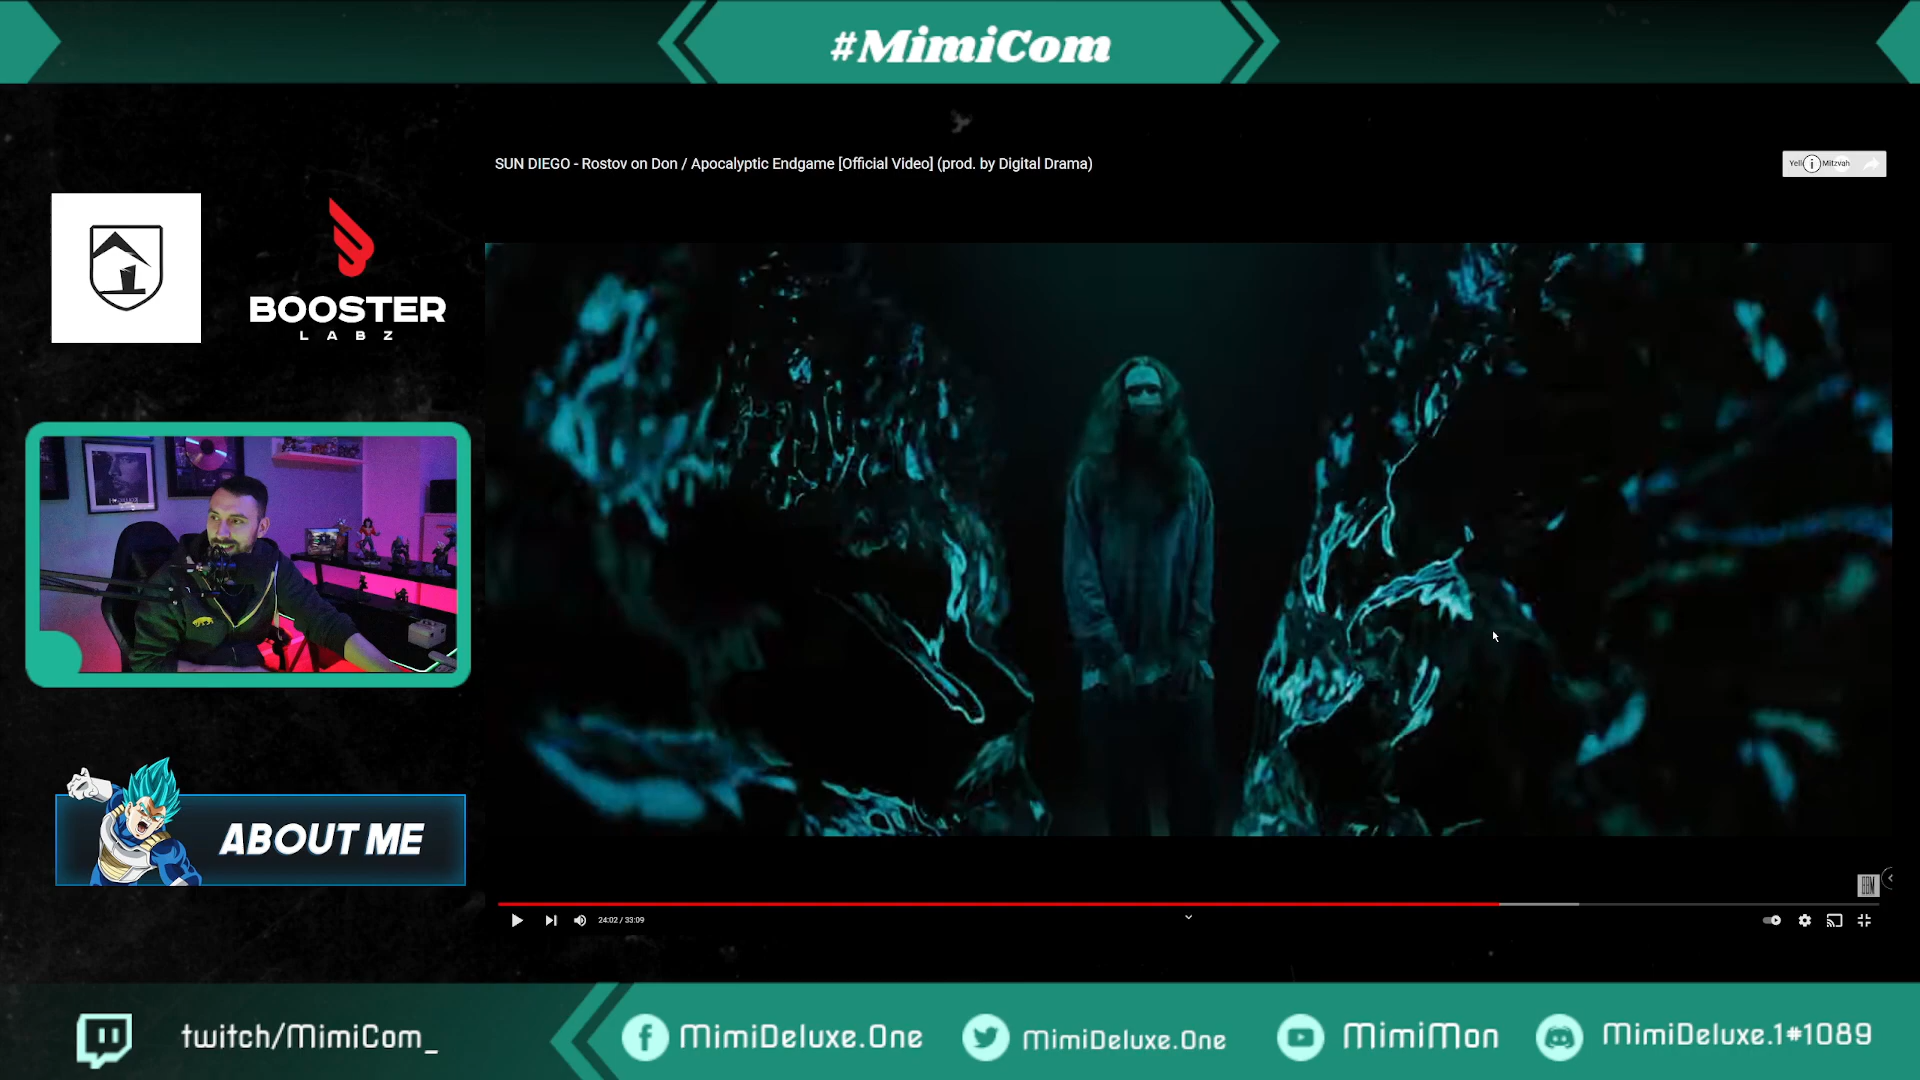 #MimiCom
SUN DIEGO - Rostov on Don / Apocalyptic Endgame [Official Video] (prod. by Digital Drama)
Mitzvah
BOOSTER
LABZ
ABOUT ME
24:02 / 33:09
twitch/MimiCom_
MimiDeluxe.One
MimiDeluxe.One
MimiMon
MimiDeluxe.1#1089